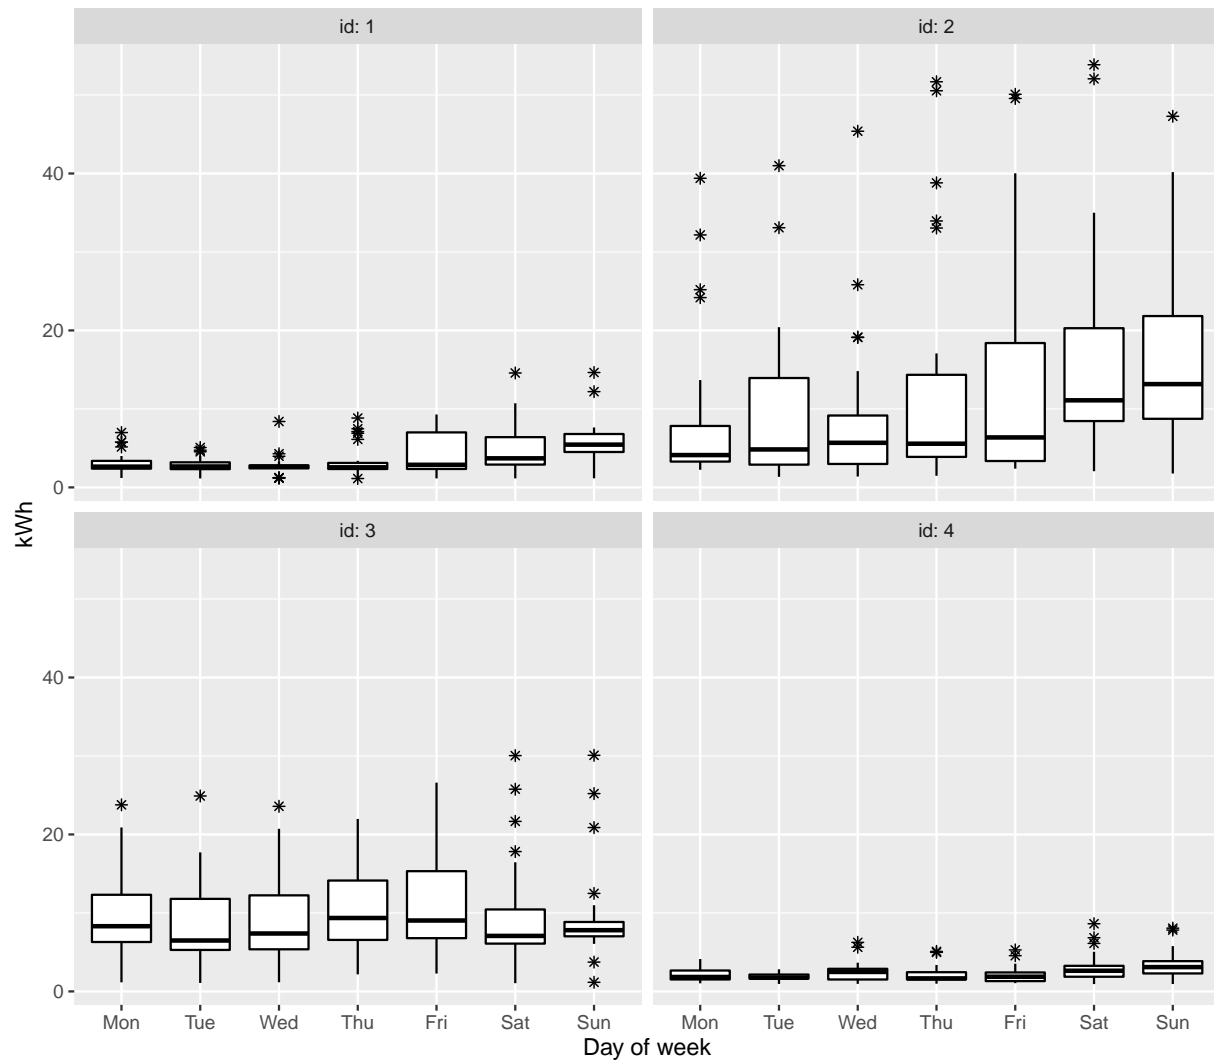 id: 1
id: 2
40
20
0
kWh
id: 3
id: 4
40
20
0
Mon Tue Wed Thu Fri Sat Sun Mon Tue Wed Thu Fri Sat Sun
Day of week